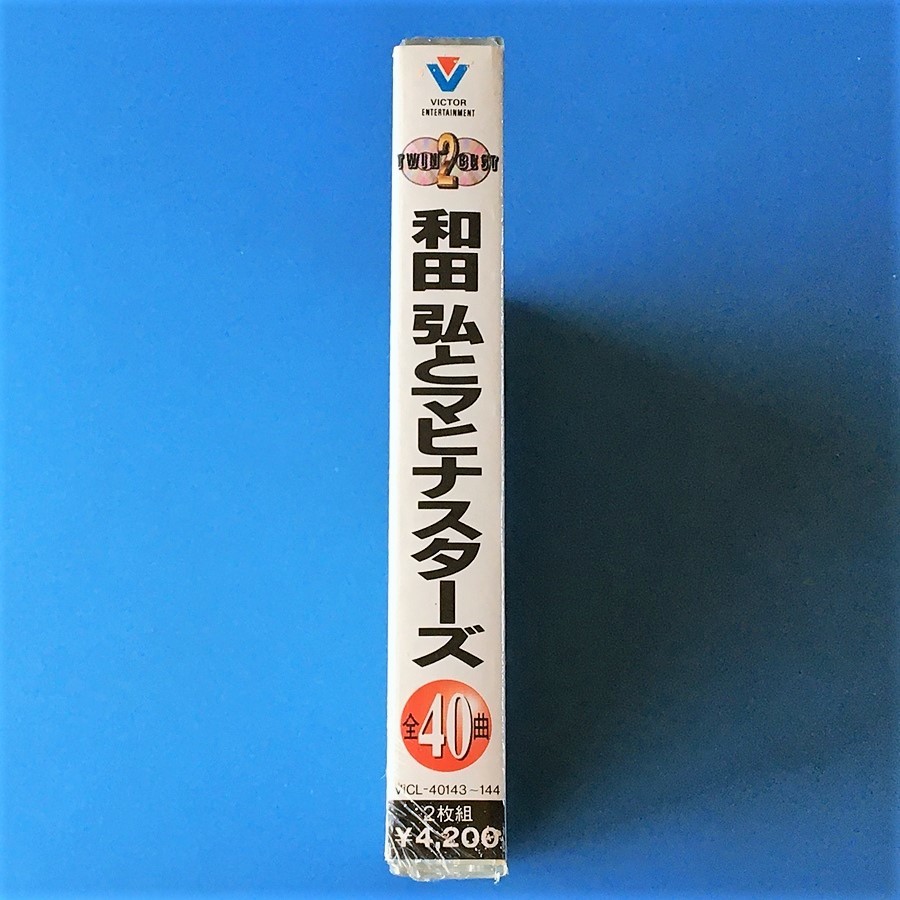 VICTOR
ENTERTAINMENT
TWIN 2 BEST
和田 弘とマヒナスターズ
全40曲
VICL-40143~144
2枚組
¥4,200